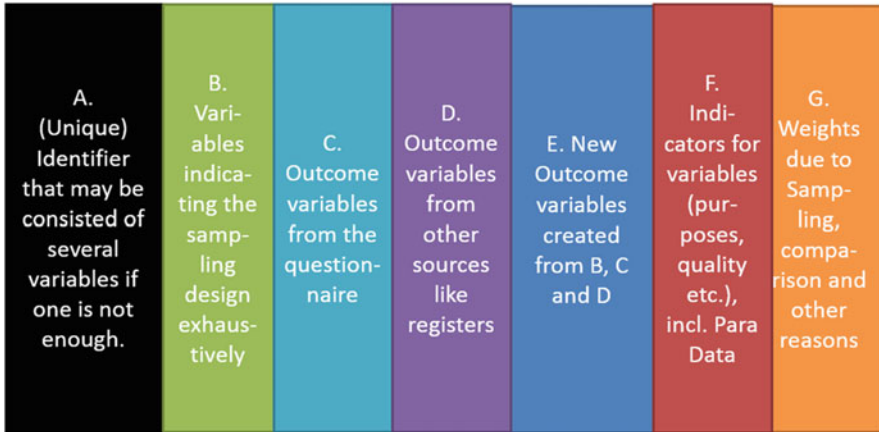 A.
(Unique)
Identifier
that may be
consisted of
several
variables if
one is not
enough.
B.
Vari-
ables
indica-
ting the
samp-
ling
design
exhaus-
tively
C.
Outcome
variables
from the
question-
naire
D.
Outcome
variables
from
other
sources
like
registers
E. New
Outcome
variables
created
from B, C
and D
F.
Indi-
cators for
variables
(pur-
poses,
quality
etc.),
incl. Para
Data
G.
Weights
due to
Samp-
ling,
compa-
rison and
other
reasons